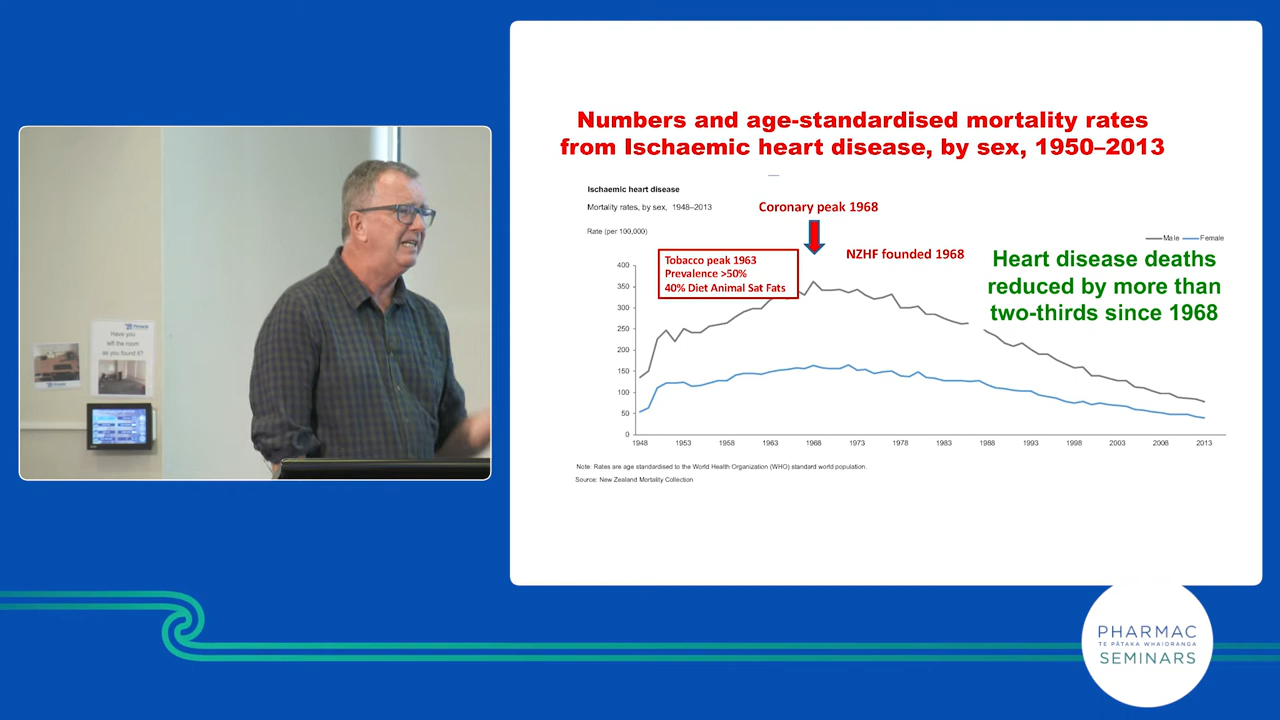 Numbers and age-standardised mortality rates
from Ischaemic heart disease, by sex, 1950–2013
Ischaemic heart disease
Mortality rates, by sex, 1948–2013
Rate (per 100,000)
Coronary peak 1968
NZHF founded 1968
Tobacco peak 1963
Prevalence >50%
40% Diet Animal Sat Fats
Male Female
Heart disease deaths
reduced by more than
two-thirds since 1968
400
350
300
250
200
150
100
50
0
1948 1953 1958 1963 1968 1973 1978 1983 1988 1993 1998 2003 2008 2013
Note: Rates are age standardised to the World Health Organization (WHO) standard world population.
Source: New Zealand Mortality Collection
Have you
left the room
as you found it?
PHARMAC
TE PĀTAKA WHAIORANGA
SEMINARS